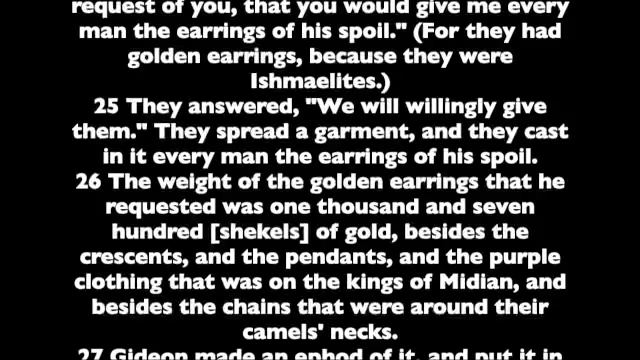 request of you, that you would give me every
man the earrings of his spoil." (For they had
golden earrings, because they were
Ishmaelites.)
25 They answered, "We will willingly give
them." They spread a garment, and they cast
in it every man the earrings of his spoil.
26 The weight of the golden earrings that he
requested was one thousand and seven
hundred [shekels] of gold, besides the
crescents, and the pendants, and the purple
clothing that was on the kings of Midian, and
besides the chains that were around their
camels' necks.
27 Gideon made an ephod of it, and put it in